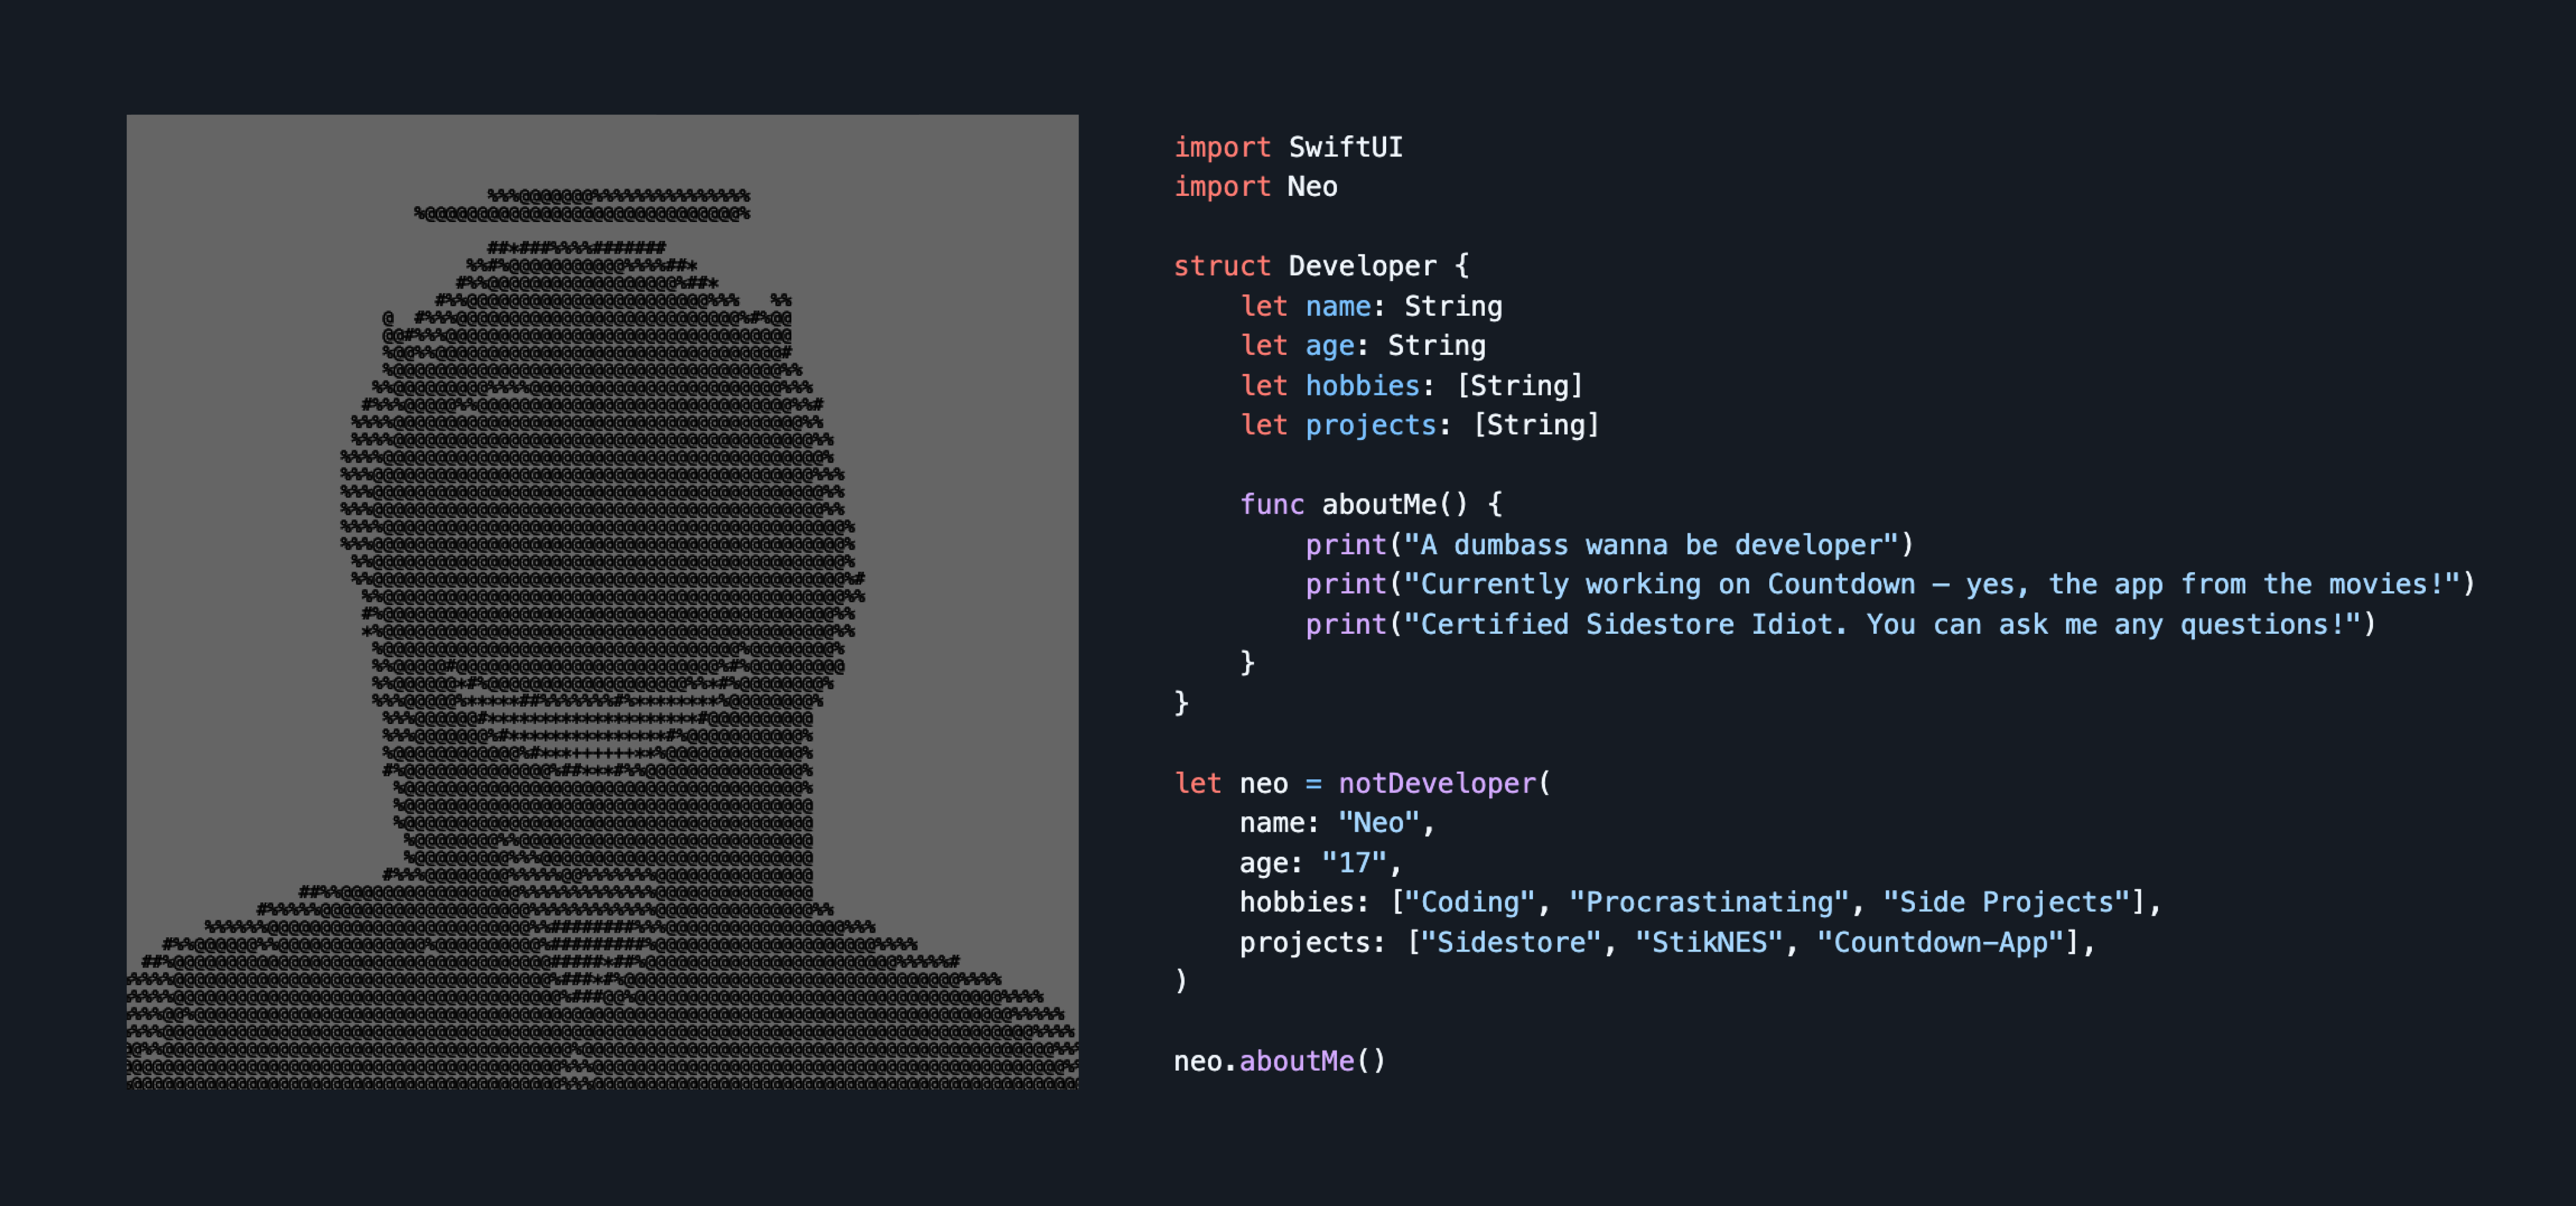 import SwiftUI
import Neo
struct Developer {
let name: String
let age: String
let hobbies: [String]
let projects: [String]
func aboutMe() {
print("A dumbass wanna be developer")
print("Currently working on Countdown – yes, the app from the movies!")
print("Certified Sidestore Idiot. You can ask me any questions!")
}
}
let neo = notDeveloper(
name: "Neo",
age: "17",
hobbies: ["Coding", "Procrastinating", "Side Projects"],
projects: ["Sidestore", "StikNES", "Countdown–App"],
)
neo.aboutMe()